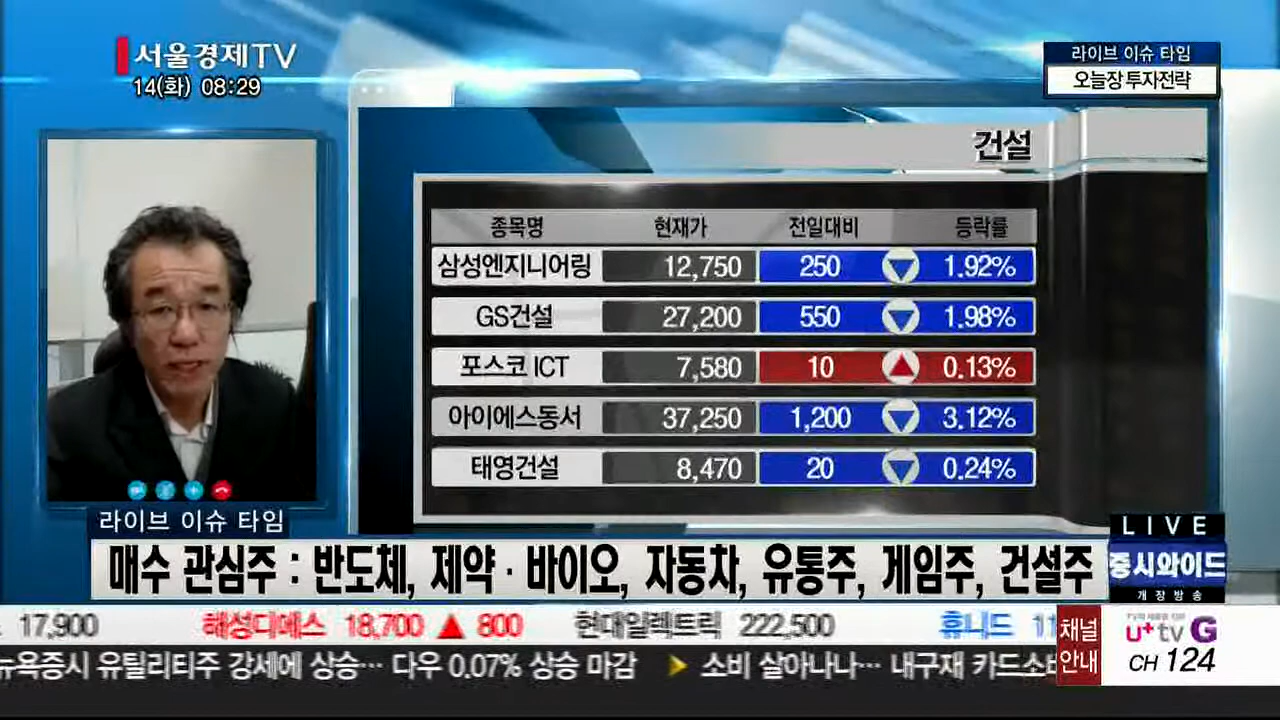 서울경제TV
14(화) 08:29
라이브 이슈 타임
오늘장 투자전략
건설
종목명 현재가 전일대비 등락률
삼성엔지니어링 12,750 250 ▼ 1.92%
GS건설 27,200 550 ▼ 1.98%
포스코 ICT 7,580 10 ▲ 0.13%
아이에스동서 37,250 1,200 ▼ 3.12%
태영건설 8,470 20 ▼ 0.24%
라이브 이슈 타임
매수 관심주 : 반도체, 제약·바이오, 자동차, 유통주, 게임주, 건설주
LIVE
증시와이드
개장방송
17,900 해성디에스 18,700 ▲ 800 현대일렉트릭 222,500 휴니드
뉴욕증시 유틸리티주 강세에 상승… 다우 0.07% 상승 마감 ▶ 소비 살아나나… 내구재 카드소비
채널
안내
U+ tv G
CH 124